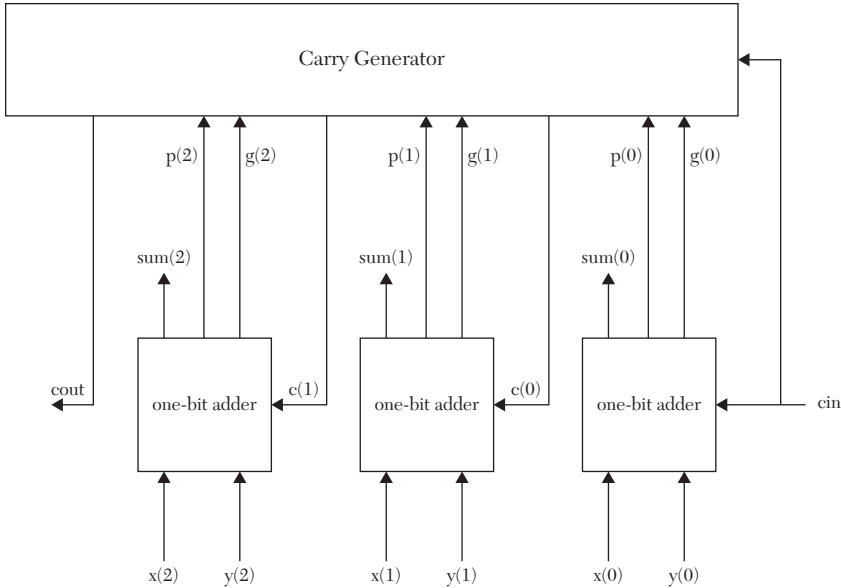 Carry Generator
p(2) g(2) p(1) g(1) p(0) g(0)
sum(2) sum(1) sum(0)
cout one-bit adder c(1) one-bit adder c(0) one-bit adder cin
x(2) y(2) x(1) y(1) x(0) y(0)